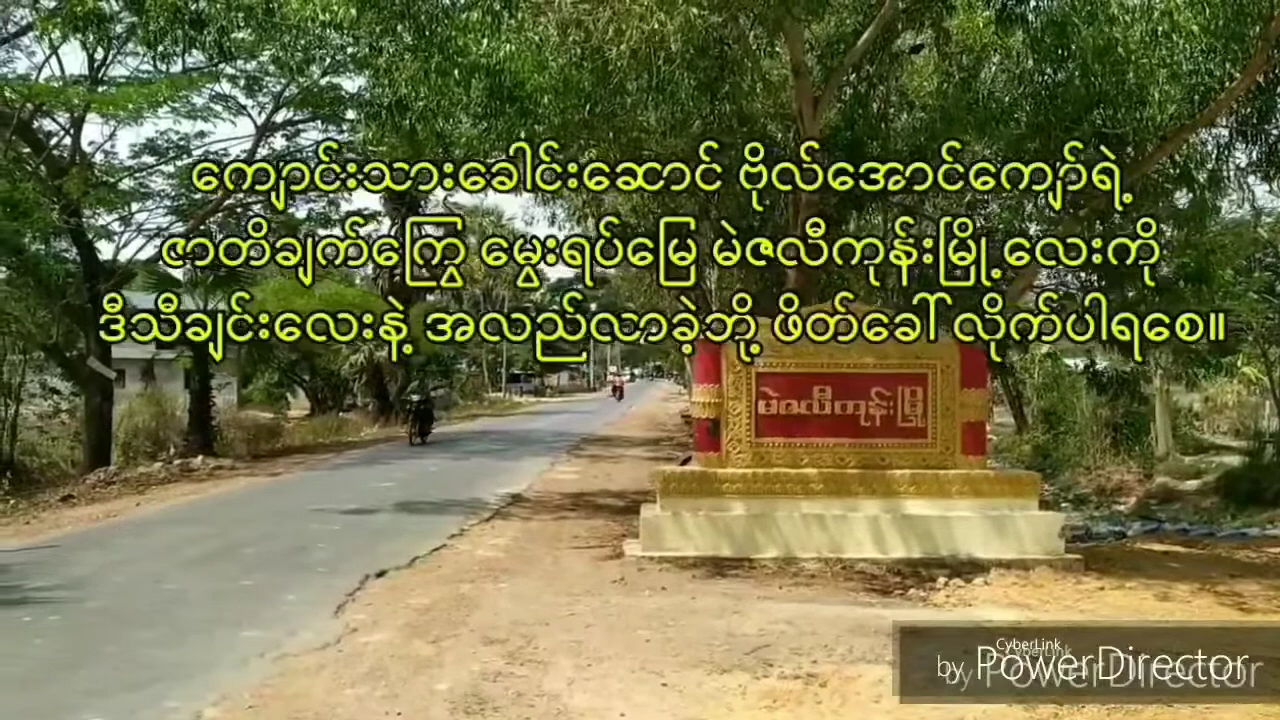 ကျောင်းသားခေါင်းဆောင် ဗိုလ်အောင်ကျော်ရဲ့
ဇာတိချက်ကြွေ မွေးရပ်မြေ မဲဇလီကုန်းမြို့လေးကို
ဒီသီချင်းလေးနဲ့ အလည်လာခဲ့ဘို့ ဖိတ်ခေါ် လိုက်ပါရစေ။
မဲဇလီကုန်းမြို့
CyberLink
by PowerDirector